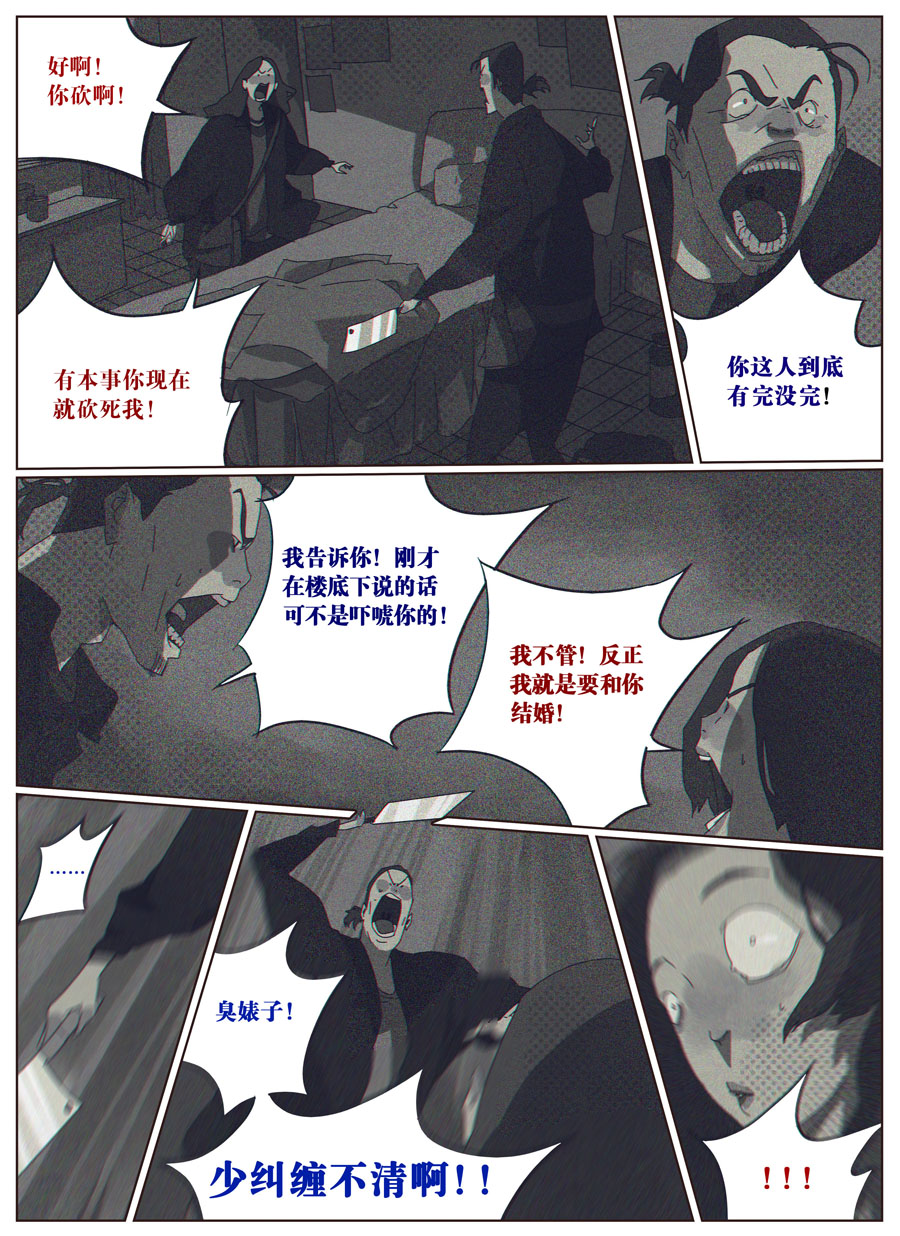 好啊！
你砍啊！
有本事你现在
就砍死我！
你这人到底
有完没完！
我告诉你！刚才
在楼底下说的话
可不是吓唬你的！
我不管！反正
我就是要和你
结婚！
……
臭婊子！
少纠缠不清啊！！
！！！